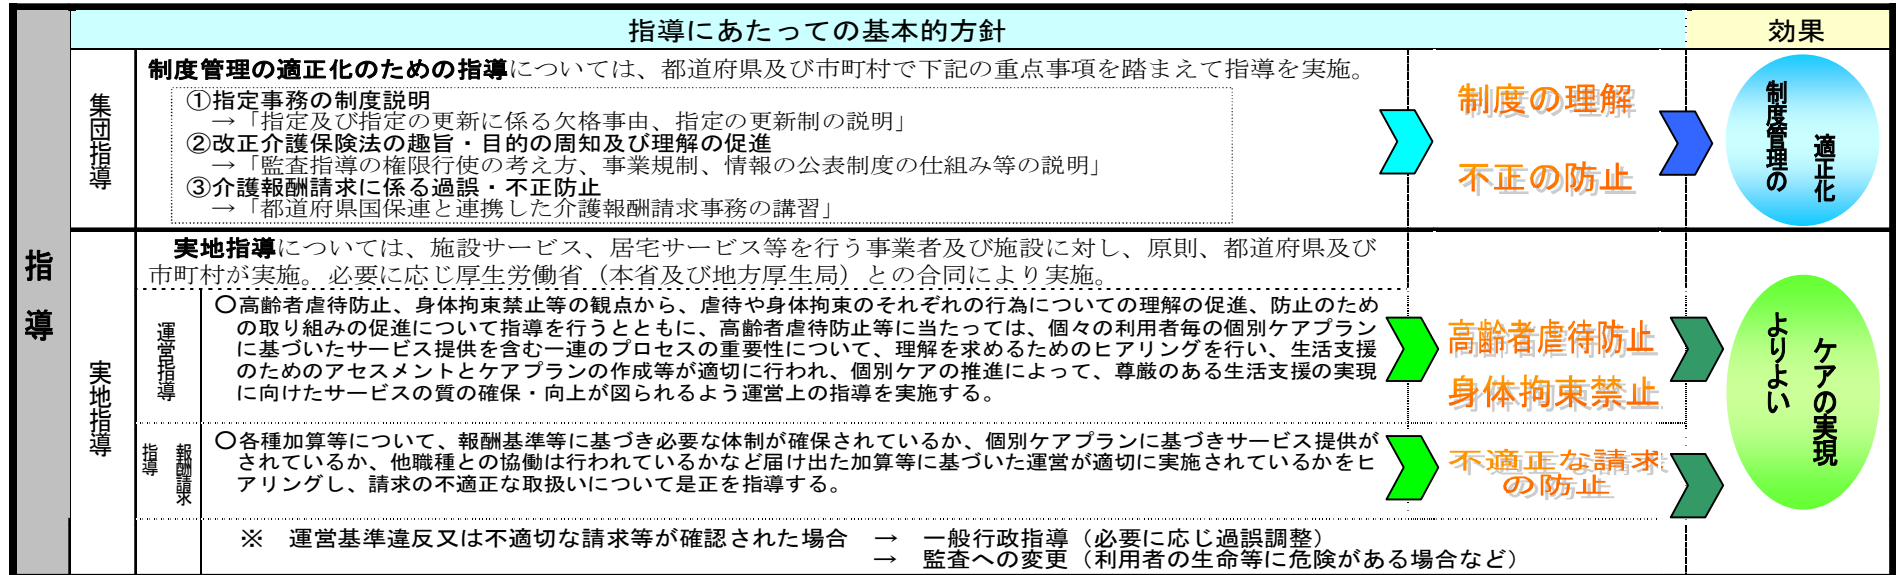 指導にあたっての基本的方針
効果
指導
集団指導
制度管理の適正化のための指導については、都道府県及び市町村で下記の重点事項を踏まえて指導を実施。
①指定事務の制度説明
→「指定及び指定の更新に係る欠格事由、指定の更新制の説明」
②改正介護保険法の趣旨・目的の周知及び理解の促進
→「監査指導の権限行使の考え方、事業規制、情報の公表制度の仕組み等の説明」
③介護報酬請求に係る過誤・不正防止
→「都道府県国保連と連携した介護報酬請求事務の講習」
制度の理解
不正の防止
制度管理の
適正化
実地指導
実地指導については、施設サービス、居宅サービス等を行う事業者及び施設に対し、原則、都道府県及び
市町村が実施。必要に応じ厚生労働省（本省及び地方厚生局）との合同により実施。
運営指導
〇高齢者虐待防止、身体拘束禁止等の観点から、虐待や身体拘束のそれぞれの行為についての理解の促進、防止のため
の取り組みの促進について指導を行うとともに、高齢者虐待防止等に当たっては、個々の利用者毎の個別ケアプラン
に基づいたサービス提供を含む一連のプロセスの重要性について、理解を求めるためのヒアリングを行い、生活支援
のためのアセスメントとケアプランの作成等が適切に行われ、個別ケアの推進によって、尊厳のある生活支援の実現
に向けたサービスの質の確保・向上が図られるよう運営上の指導を実施する。
高齢者虐待防止
身体拘束禁止
よりよい
ケアの実現
報酬請求
指導
〇各種加算等について、報酬基準等に基づき必要な体制が確保されているか、個別ケアプランに基づきサービス提供が
されているか、他職種との協働は行われているかなど届け出た加算等に基づいた運営が適切に実施されているかをヒ
アリングし、請求の不適正な取扱いについて是正を指導する。
不適正な請求
の防止
※　運営基準違反又は不適切な請求等が確認された場合　→　一般行政指導（必要に応じ過誤調整）
→　監査への変更（利用者の生命等に危険がある場合など）